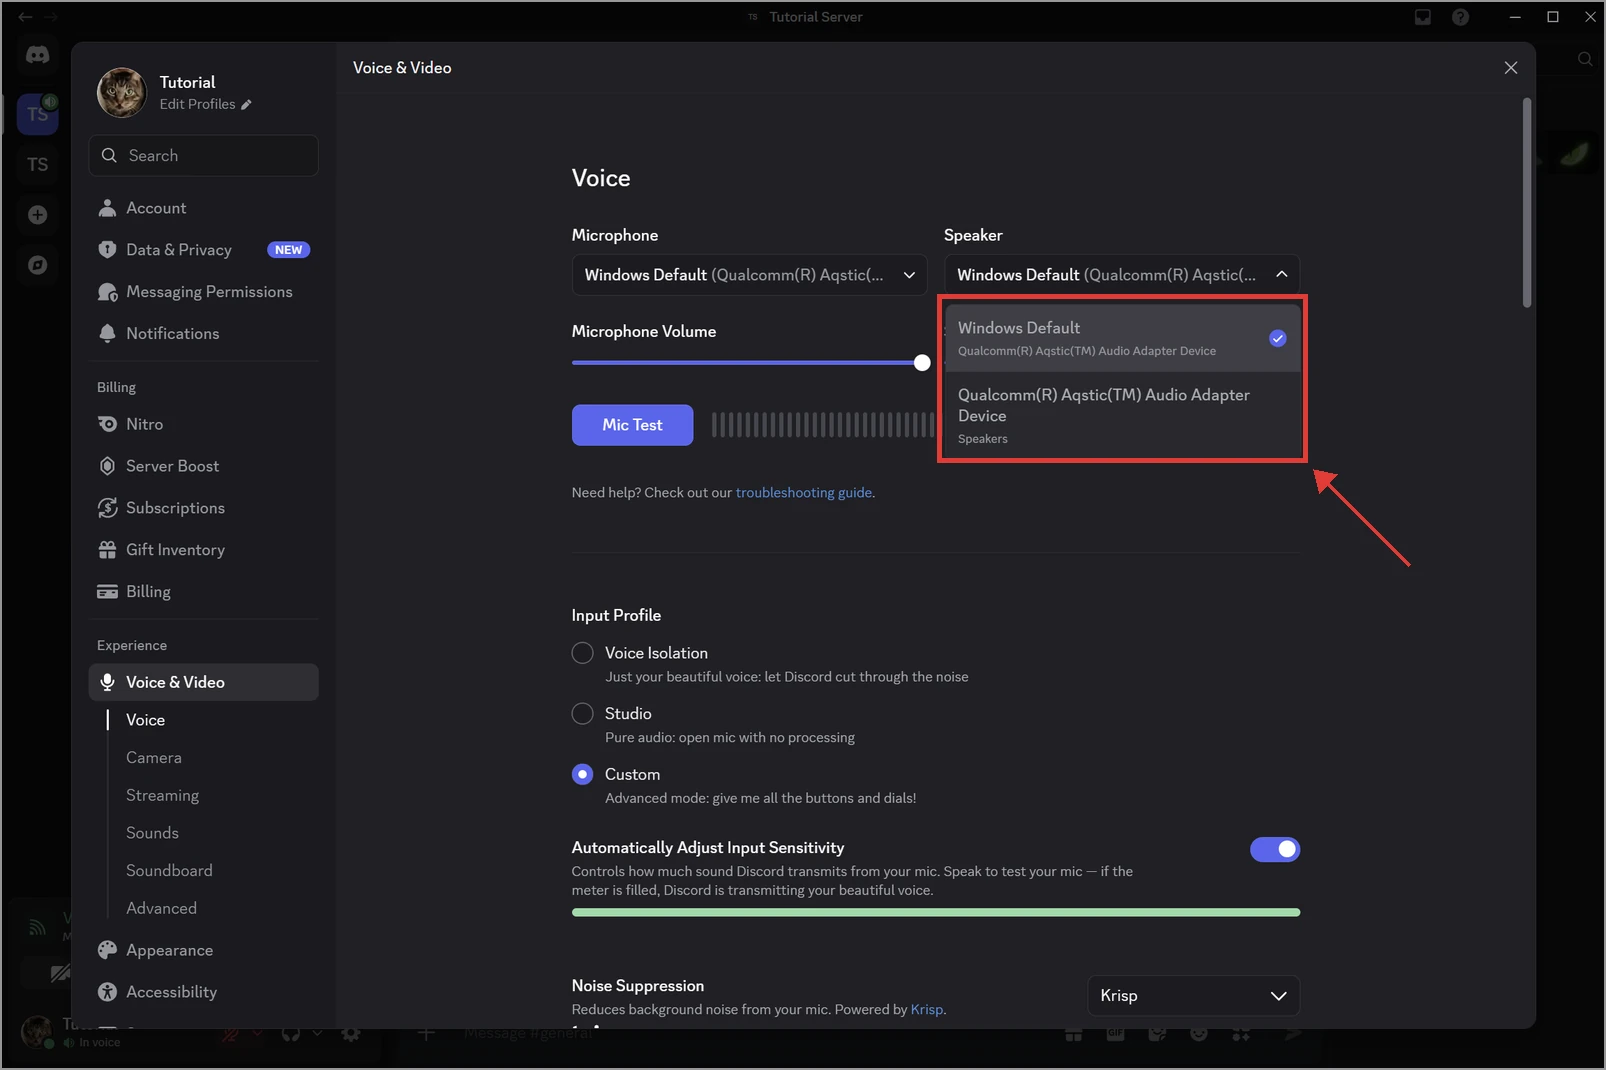 TS Tutorial Server
TS
TS
Tutorial
Edit Profiles
Search
Account
Data & Privacy NEW
Messaging Permissions
Notifications
Billing
Nitro
Server Boost
Subscriptions
Gift Inventory
Billing
Experience
Voice & Video
Voice
Camera
Streaming
Sounds
Soundboard
Advanced
Appearance
Accessibility
In voice
Voice & Video
Voice
Microphone
Windows Default (Qualcomm(R) Aqstic(...
Speaker
Windows Default (Qualcomm(R) Aqstic(...
Windows Default
Qualcomm(R) Aqstic(TM) Audio Adapter Device
Qualcomm(R) Aqstic(TM) Audio Adapter
Device
Speakers
Microphone Volume
Mic Test
Need help? Check out our troubleshooting guide.
Input Profile
Voice Isolation
Just your beautiful voice: let Discord cut through the noise
Studio
Pure audio: open mic with no processing
Custom
Advanced mode: give me all the buttons and dials!
Automatically Adjust Input Sensitivity
Controls how much sound Discord transmits from your mic. Speak to test your mic — if the
meter is filled, Discord is transmitting your beautiful voice.
Noise Suppression
Reduces background noise from your mic. Powered by Krisp.
Krisp
Message #general
GIF